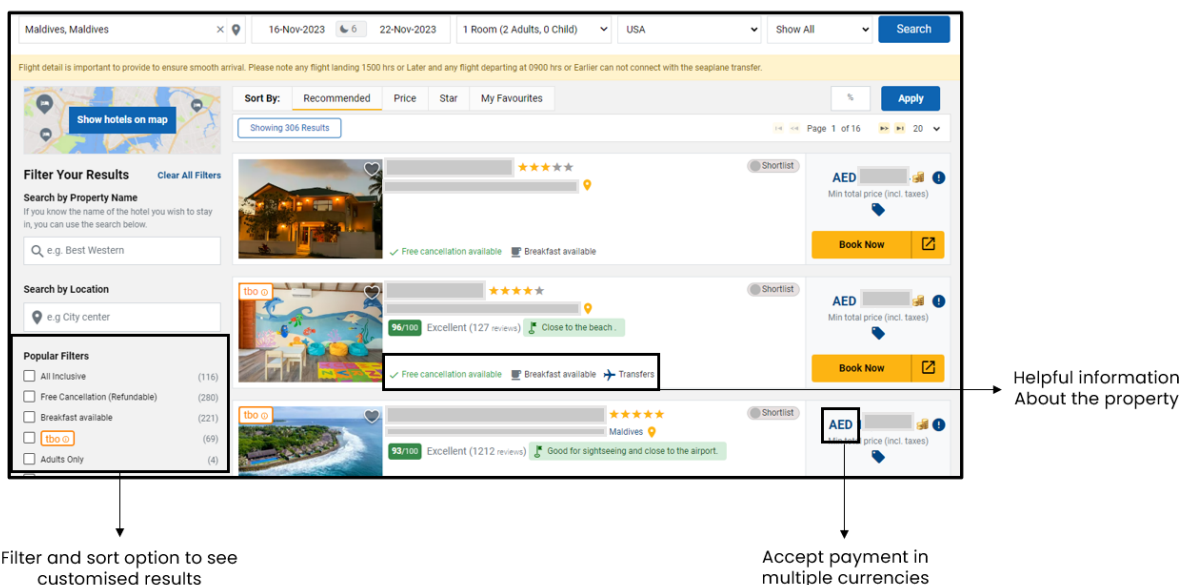 Maldives, Maldives
16-Nov-2023 6 22-Nov-2023
1 Room (2 Adults, 0 Child)
USA
Show All
Search
Flight detail is important to provide to ensure smooth arrival. Please note any flight landing 1500 hrs or Later and any flight departing at 0900 hrs or Earlier can not connect with the seaplane transfer.
Show hotels on map
Sort By: Recommended Price Star My Favourites
%
Apply
Showing 306 Results
Page 1 of 16
20
Filter Your Results Clear All Filters
Search by Property Name
If you know the name of the hotel you wish to stay
in, you can use the search below.
e.g. Best Western
Search by Location
e.g City center
Popular Filters
All Inclusive (116)
Free Cancellation (Refundable) (280)
Breakfast available (221)
tbo (69)
Adults Only (4)
Shortlist
AED
Min total price (incl. taxes)
Free cancellation available Breakfast available
Book Now
tbo
Shortlist
AED
Min total price (incl. taxes)
96/100 Excellent (127 reviews) Close to the beach .
Free cancellation available Breakfast available Transfers
Book Now
tbo
Shortlist
Maldives
AED
Min total price (incl. taxes)
93/100 Excellent (1212 reviews) Good for sightseeing and close to the airport.
Helpful information
About the property
Filter and sort option to see
customised results
Accept payment in
multiple currencies